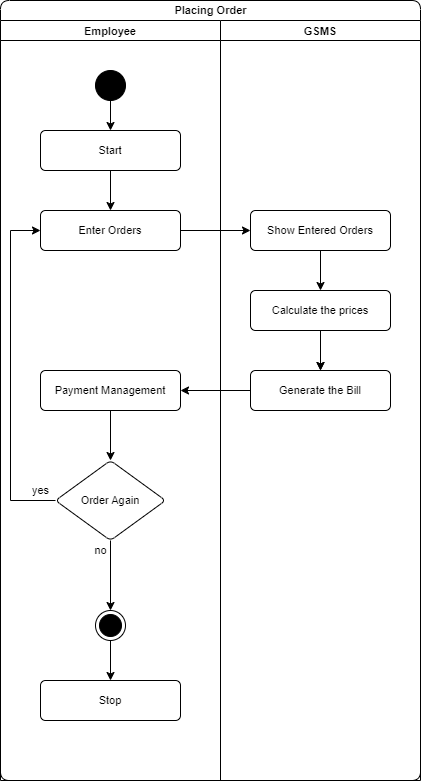 Placing Order
Employee
GSMS
Start
Enter Orders
Show Entered Orders
Calculate the prices
Payment Management
Generate the Bill
Order Again
yes
no
Stop